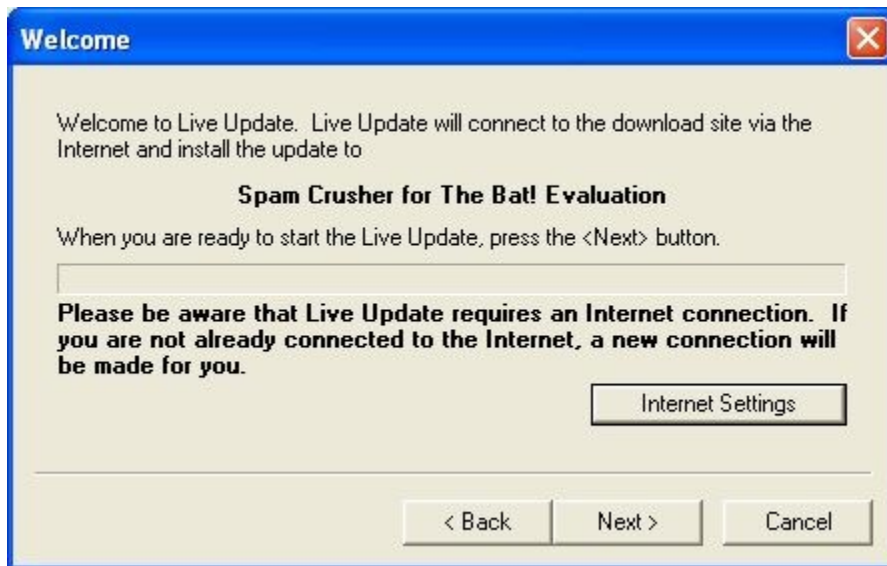 Welcome
Welcome to Live Update.  Live Update will connect to the download site via the
Internet and install the update to
Spam Crusher for The Bat! Evaluation
When you are ready to start the Live Update, press the <Next> button.
Please be aware that Live Update requires an Internet connection.  If
you are not already connected to the Internet, a new connection will
be made for you.
Internet Settings
< Back
Next >
Cancel